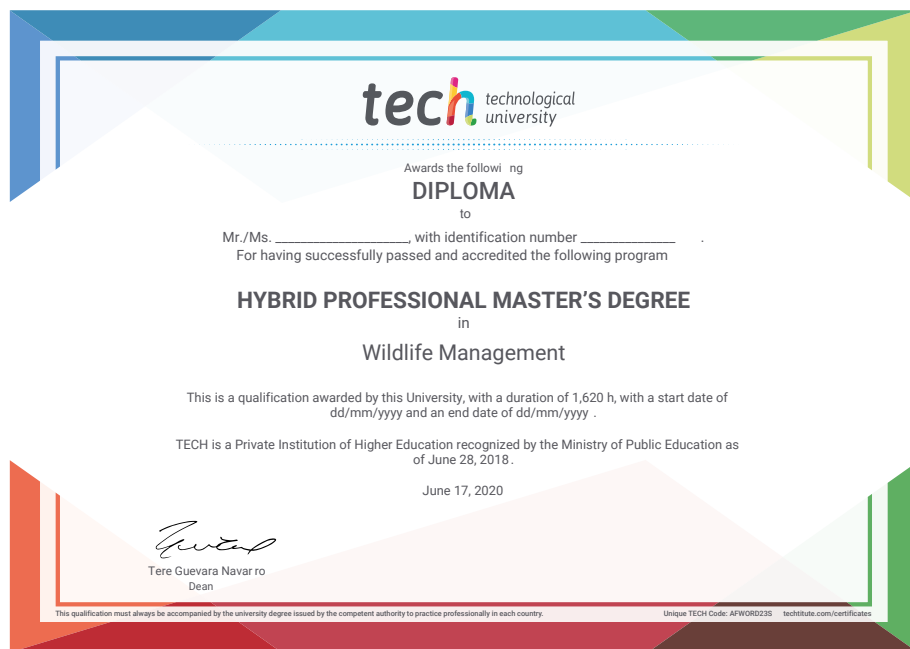 tech technological
university
Awards the followi ng
DIPLOMA
to
Mr./Ms. ____________________, with identification number ______________ .
For having successfully passed and accredited the following program
HYBRID PROFESSIONAL MASTER’S DEGREE
in
Wildlife Management
This is a qualification awarded by this University, with a duration of 1,620 h, with a start date of
dd/mm/yyyy and an end date of dd/mm/yyyy .
TECH is a Private Institution of Higher Education recognized by the Ministry of Public Education as
of June 28, 2018.
June 17, 2020
Tere Guevara Navar ro
Dean
This qualification must always be accompanied by the university degree issued by the competent authority to practice professionally in each country.
Unique TECH Code: AFWORD23S techtitute.com/certificates